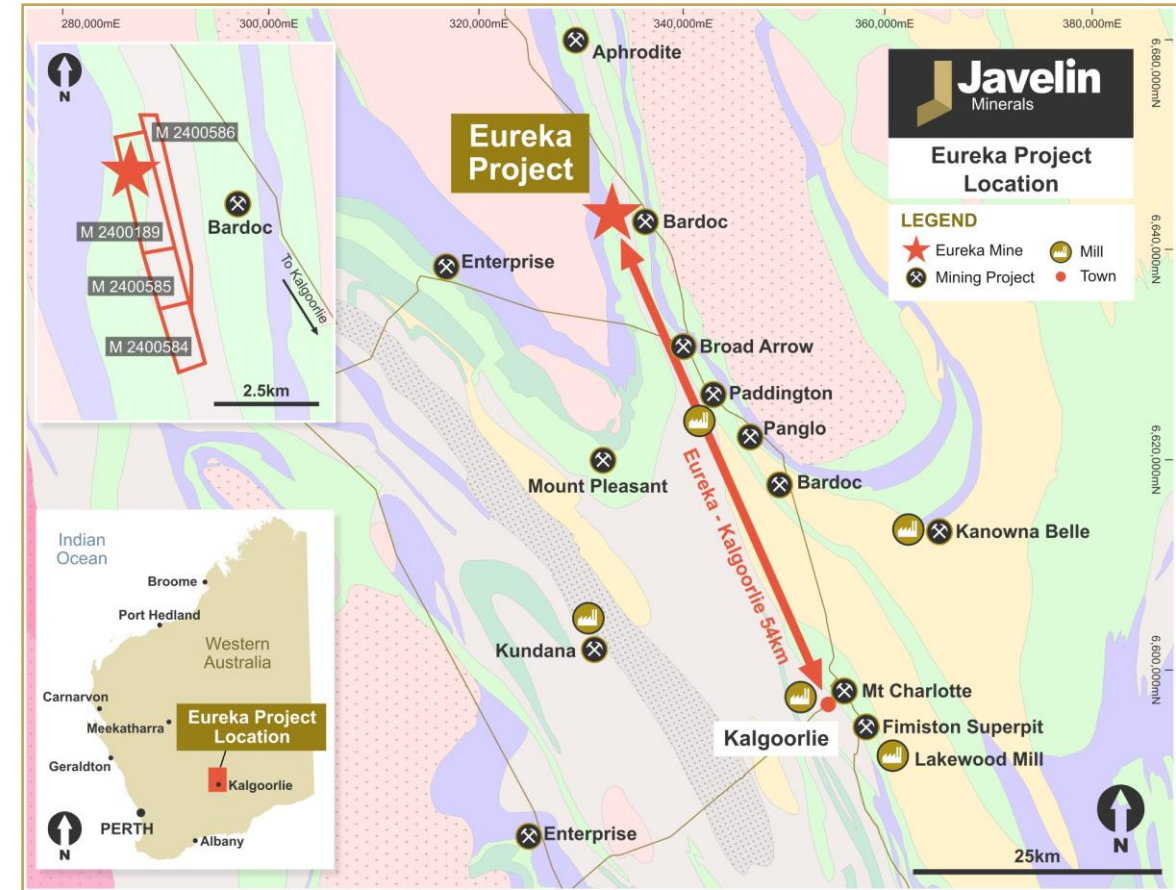 280,000mE
300,000mE
320,000mE
340,000mE
360,000mE
380,000mE
6,680,000mN
6,640,000mN
6,620,000mN
6,600,000mN
N
M 2400586
M 2400189
M 2400585
M 2400584
Bardoc
To Kalgoorlie
2.5km
Aphrodite
Eureka
Project
Bardoc
Enterprise
Broad Arrow
Paddington
Panglo
Bardoc
Mount Pleasant
Kanowna Belle
Kundana
Eureka - Kalgoorlie 54km
Mt Charlotte
Kalgoorlie
Fimiston Superpit
Lakewood Mill
Enterprise
Javelin
Minerals
Eureka Project
Location
LEGEND
Eureka Mine
Mill
Mining Project
Town
Indian
Ocean
Broome
Port Hedland
Western
Australia
Carnarvon
Meekatharra
Eureka Project
Location
Geraldton
Kalgoorlie
PERTH
Albany
N
N
25km